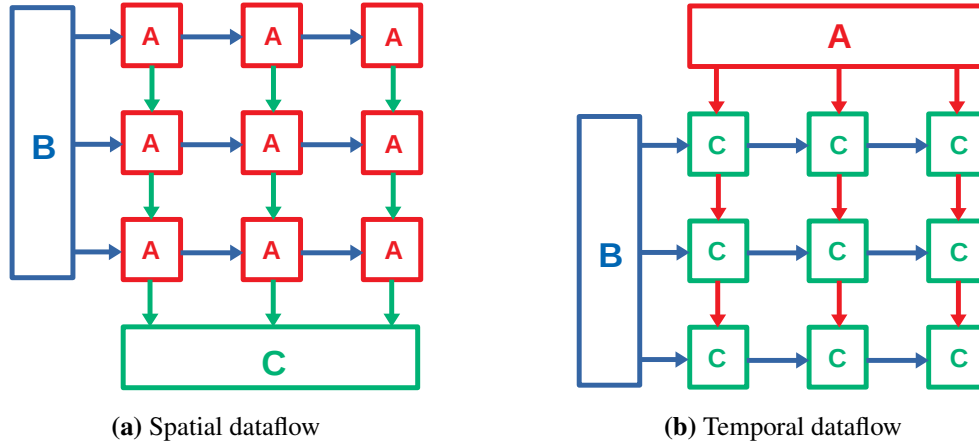 A A A
B
A A A
A A A
C
(a) Spatial dataflow
A
C C C
B
C C C
C C C
(b) Temporal dataflow